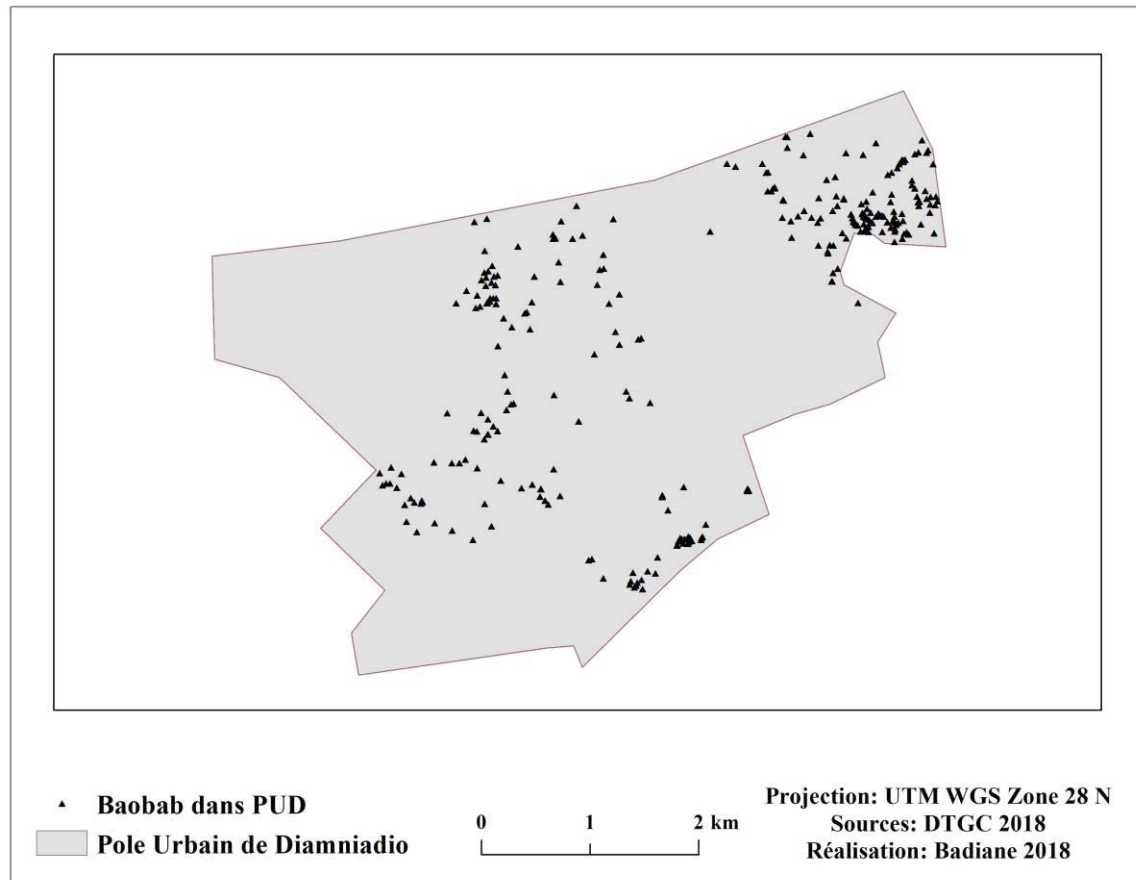 Baobab dans PUD
Pole Urbain de Diamniadio
0 1 2 km
Projection: UTM WGS Zone 28 N
Sources: DTGC 2018
Réalisation: Badiane 2018